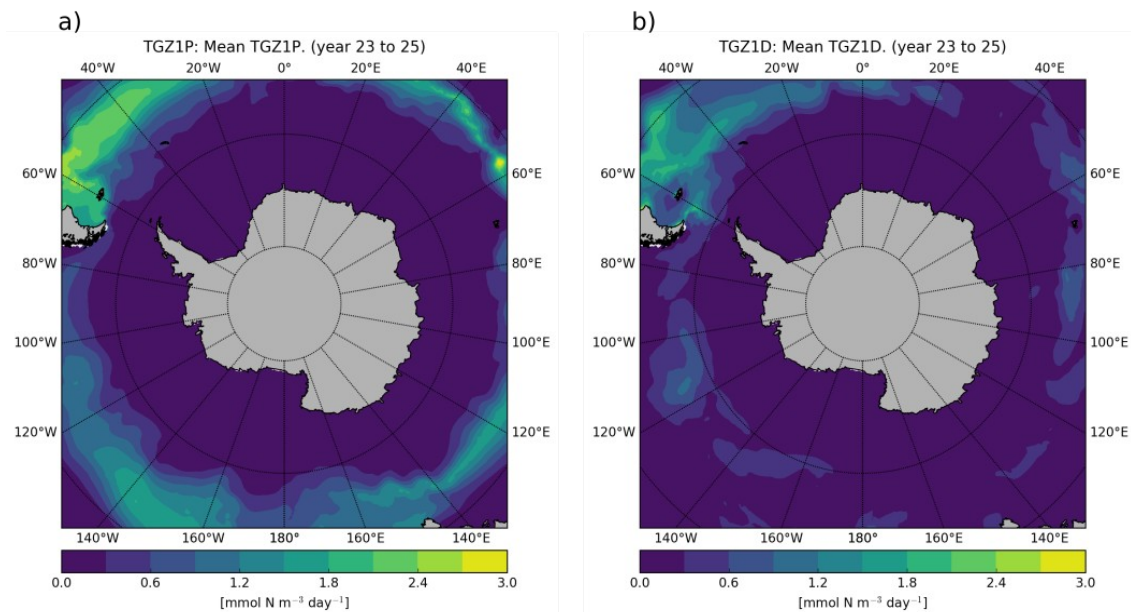 a)
TGZ1P: Mean TGZ1P. (year 23 to 25)
40°W 20°W 0° 20°E 40°E
60°W 60°E
80°W 80°E
100°W 100°E
120°W 120°E
140°W 160°W 180° 160°E 140°E
0.0 0.6 1.2 1.8 2.4 3.0
[mmol N m⁻³ day⁻¹]
b)
TGZ1D: Mean TGZ1D. (year 23 to 25)
40°W 20°W 0° 20°E 40°E
60°W 60°E
80°W 80°E
100°W 100°E
120°W 120°E
140°W 160°W 180° 160°E 140°E
0.0 0.6 1.2 1.8 2.4 3.0
[mmol N m⁻³ day⁻¹]